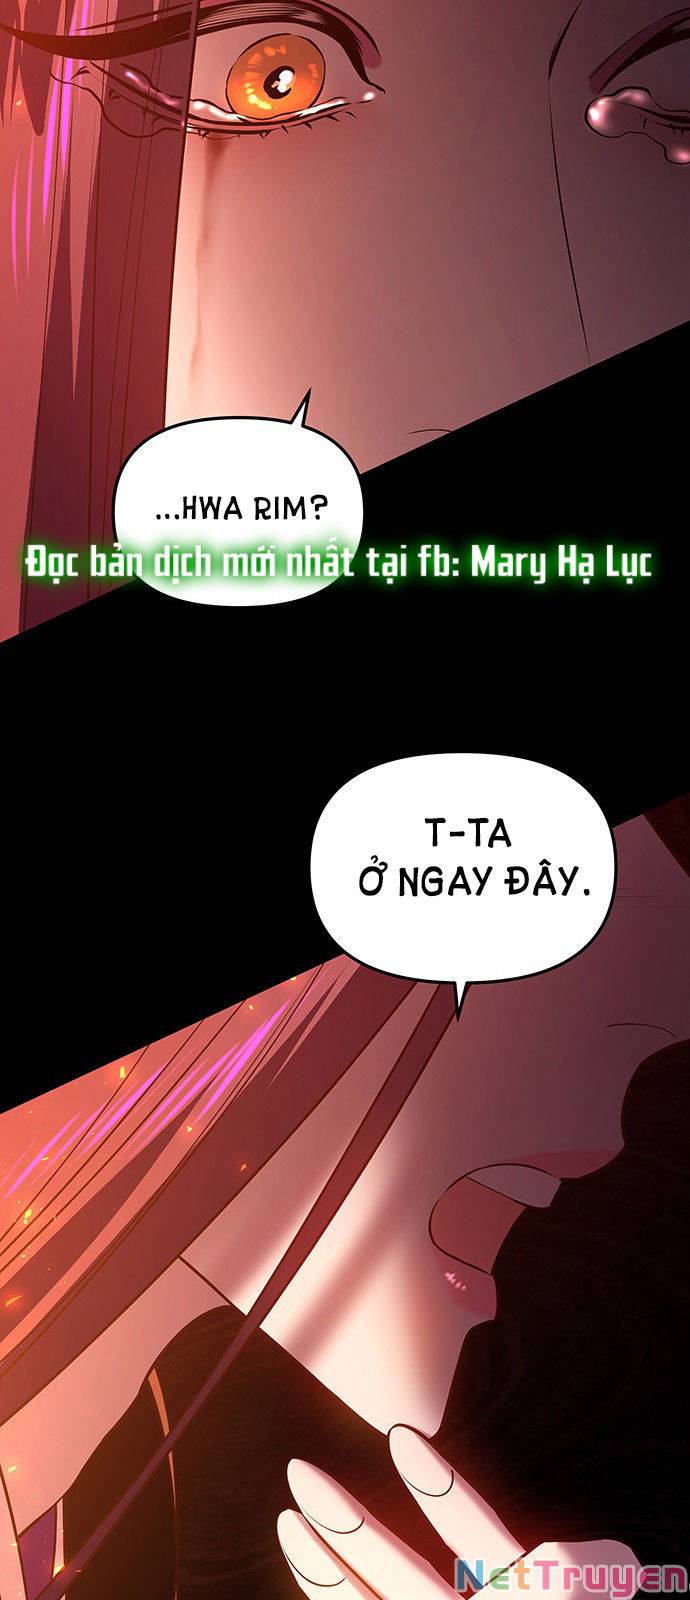 ...HWA RIM?
Đọc bản dịch mới nhất tại fb: Mary Hạ Lục
T-TA
Ở NGAY ĐÂY.
NetTruyen